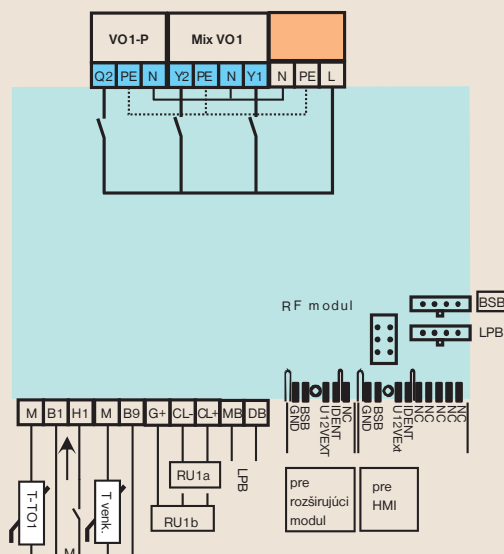 VO1-P Mix VO1
Q2 PE N Y2 PE N Y1 N PE L
RF modul
BSB
LPB
M B1 H1 M B9 G+ CL- CL+ MB DB
GND BSB U12VEXT IDENT NC GND BSB U12VExt IDENT NC NC NC NC
T-TO1
T venk.
RU1a
RU1b
LPB
pre
rozširujúci
modul
pre
HMI
M